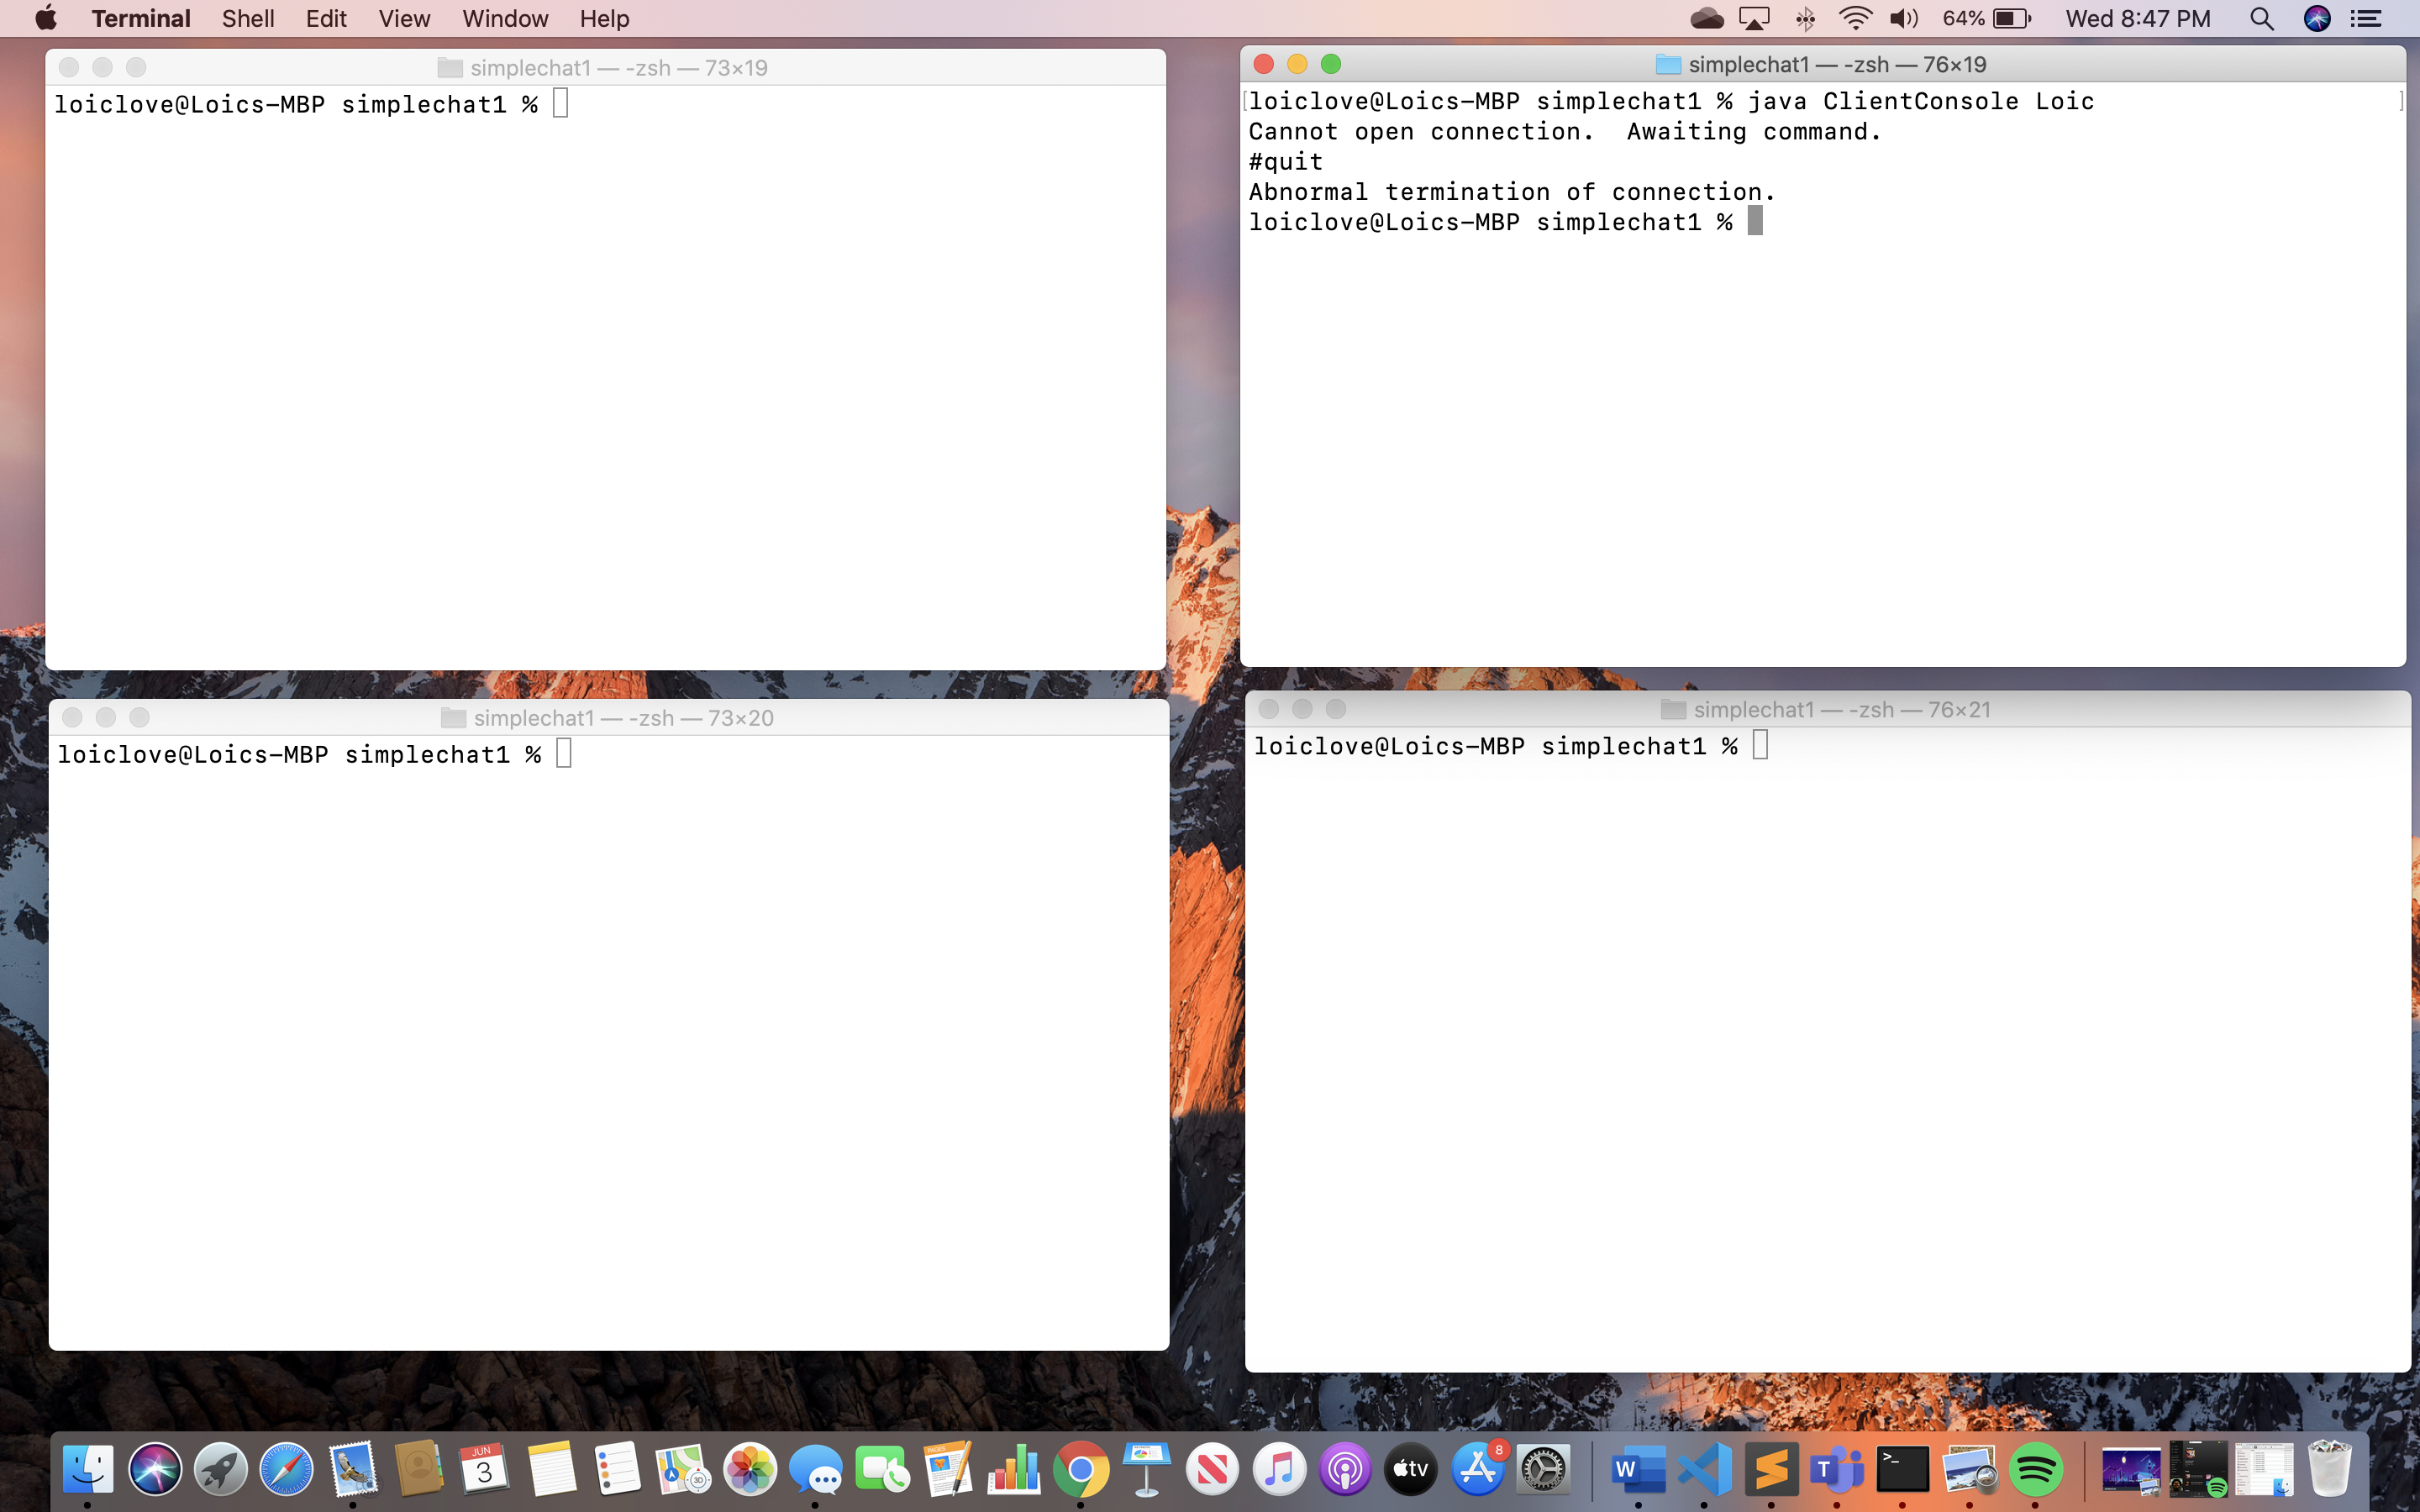 Terminal Shell Edit View Window Help 64% Wed 8:47 PM
simplechat1 — -zsh — 73×19
loiclove@Loics-MBP simplechat1 %
simplechat1 — -zsh — 76×19
[loiclove@Loics-MBP simplechat1 % java ClientConsole Loic ]
Cannot open connection.  Awaiting command.
#quit
Abnormal termination of connection.
loiclove@Loics-MBP simplechat1 %
simplechat1 — -zsh — 73×20
loiclove@Loics-MBP simplechat1 %
simplechat1 — -zsh — 76×21
loiclove@Loics-MBP simplechat1 %
JUN
3
3D
PAGES
tv
8
W
T
>_